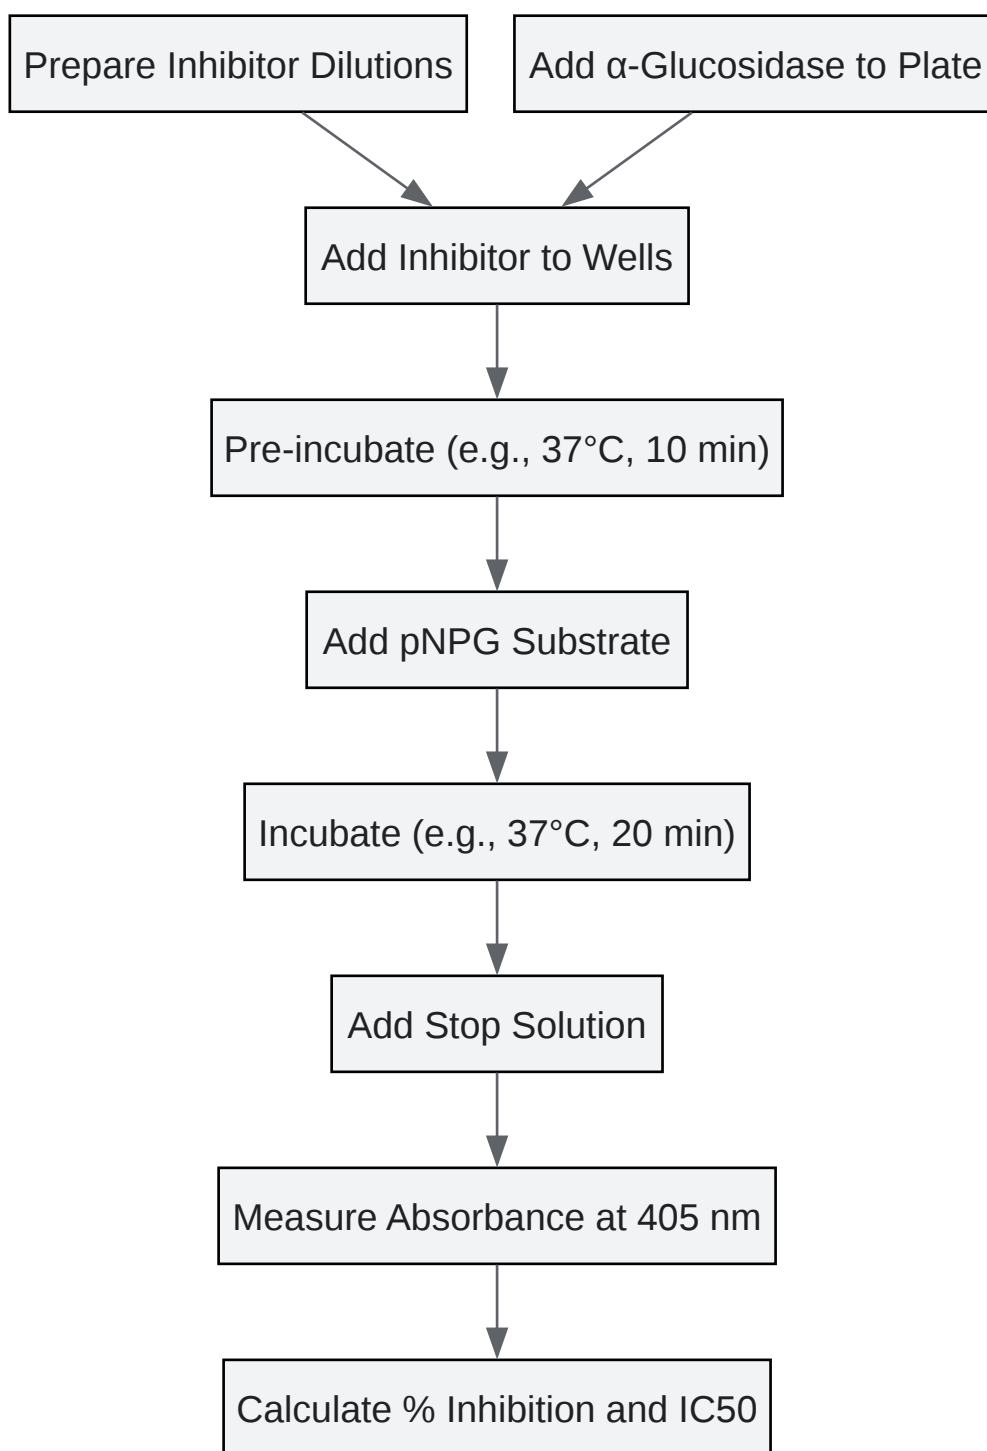 Prepare Inhibitor Dilutions
Add α-Glucosidase to Plate
Add Inhibitor to Wells
Pre-incubate (e.g., 37°C, 10 min)
Add pNPG Substrate
Incubate (e.g., 37°C, 20 min)
Add Stop Solution
Measure Absorbance at 405 nm
Calculate % Inhibition and IC50